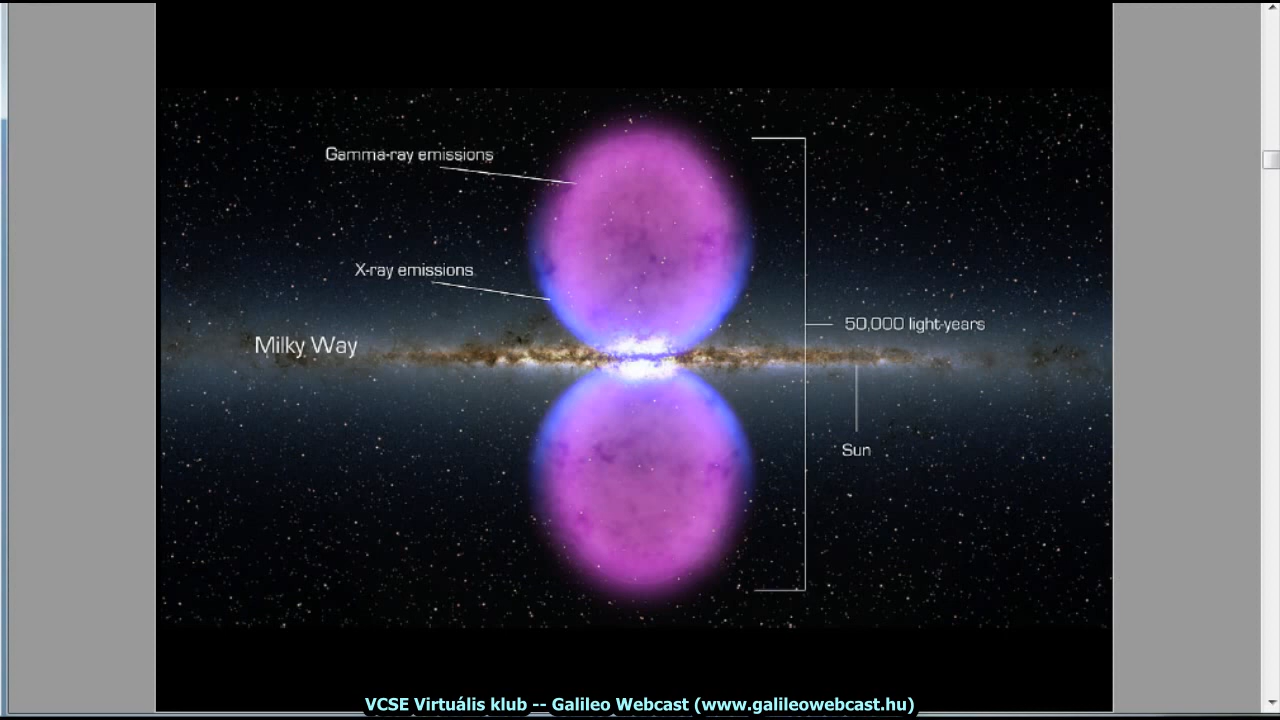 Gamma-ray emissions
X-ray emissions
Milky Way
50,000 light-years
Sun
VCSE Virtuális klub -- Galileo Webcast (www.galileowebcast.hu)